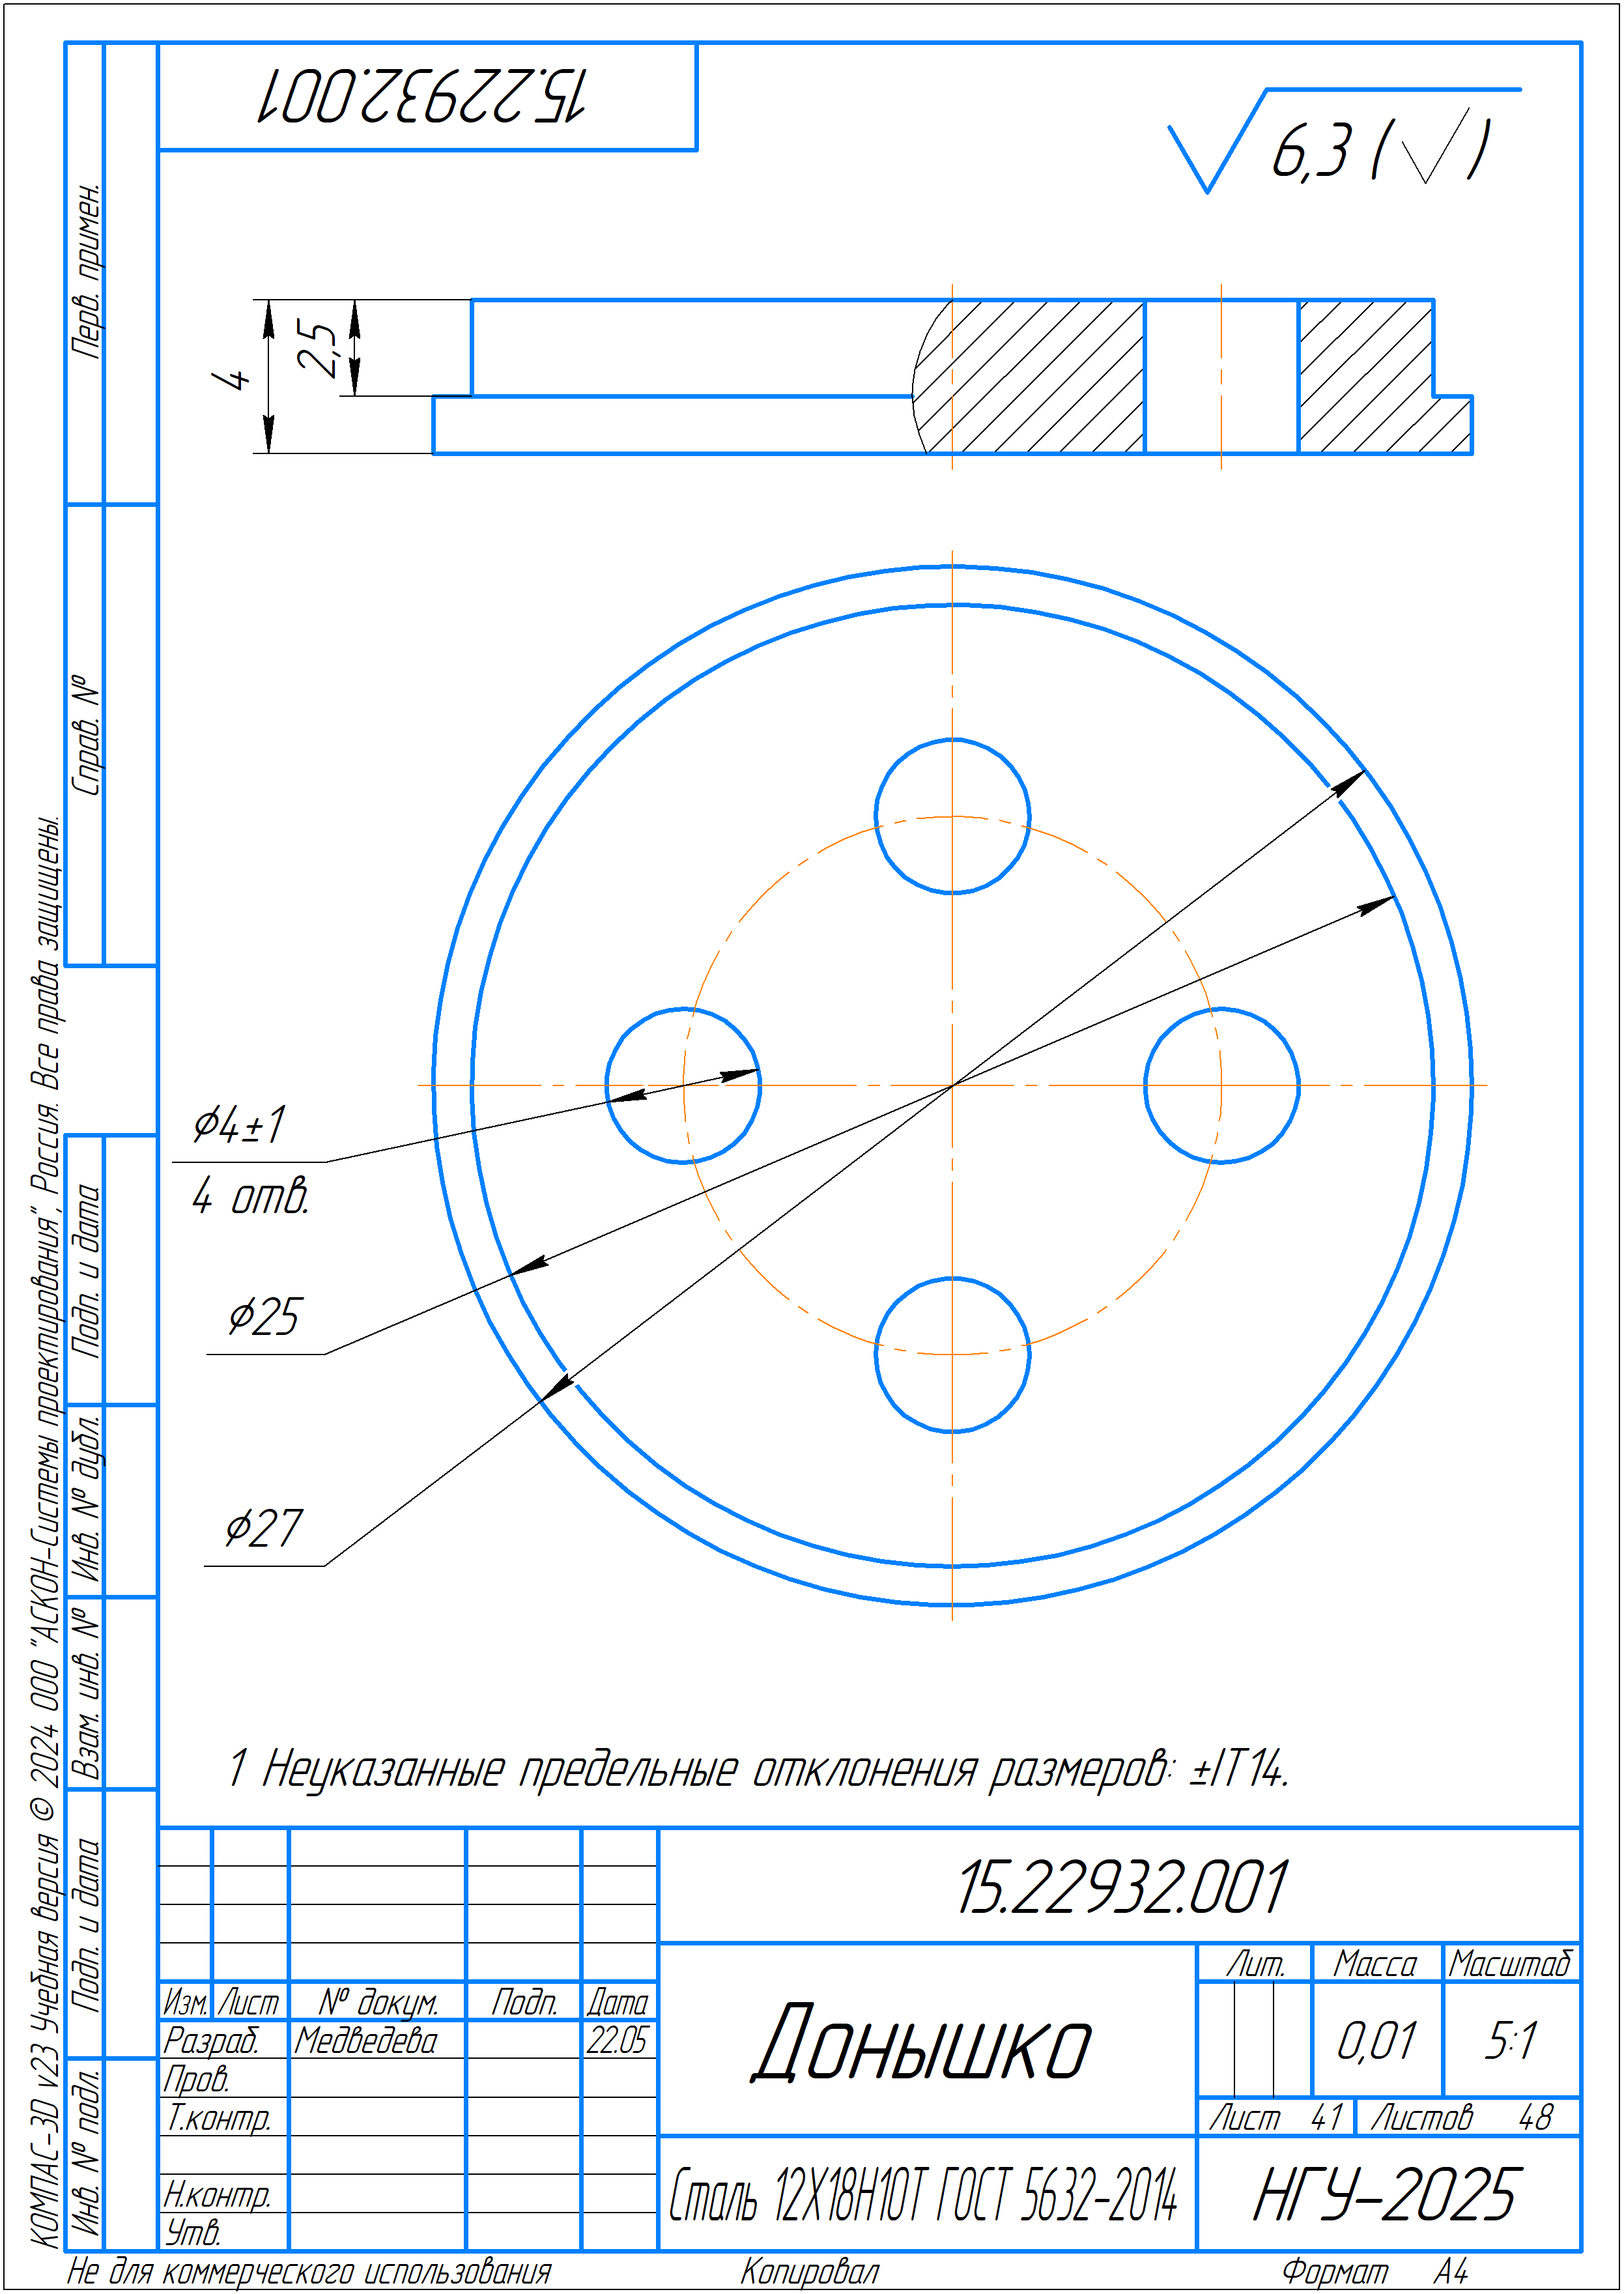 15.22932.001
6,3 ( )
Перв. примен.
4
2,5
Справ. №
⌀4±1
4 отв.
⌀25
⌀27
Подп. и дата
Инв. № дубл.
Взам. инв. №
Подп. и дата
Инв. № подл.
КОМПАС-3D v23 Учебная версия © 2024 ООО "АСКОН-Системы проектирования", Россия. Все права защищены.
1 Неуказанные предельные отклонения размеров: ±IT14.
15.22932.001
Изм. Лист № докум. Подп. Дата
Разраб. Медведева 22.05
Пров.
Т.контр.
Н.контр.
Утв.
Донышко
Лит. Масса Масштаб
0,01 5:1
Лист 41 Листов 48
Сталь 12Х18Н10Т ГОСТ 5632-2014
НГУ-2025
Не для коммерческого использования Копировал Формат А4